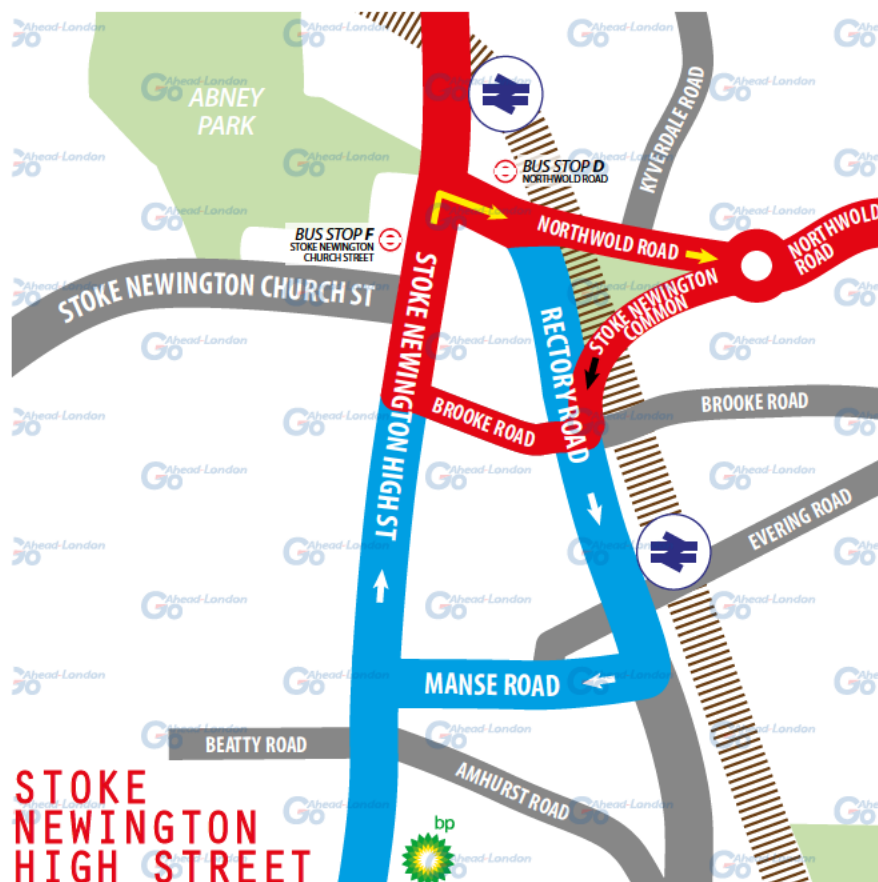 ABNEY
PARK
KYVERDALE ROAD
BUS STOP D
NORTHWOLD ROAD
BUS STOP F
STOKE NEWINGTON
CHURCH STREET
NORTHWOLD ROAD
NORTHWOLD
ROAD
STOKE NEWINGTON CHURCH ST
STOKE NEWINGTON
COMMON
STOKE NEWINGTON HIGH ST
RECTORY ROAD
BROOKE ROAD
BROOKE ROAD
EVERING ROAD
MANSE ROAD
BEATTY ROAD
AMHURST ROAD
bp
STOKE
NEWINGTON
HIGH STREET
Go Ahead-London